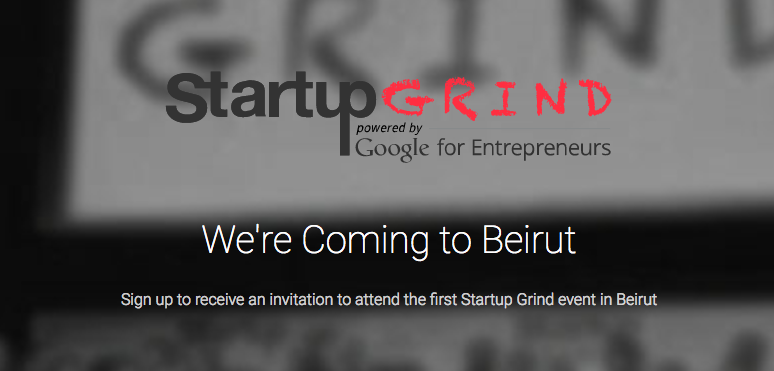 GRIND
StartupGRIND
powered by
Google for Entrepreneurs
We're Coming to Beirut
Sign up to receive an invitation to attend the first Startup Grind event in Beirut